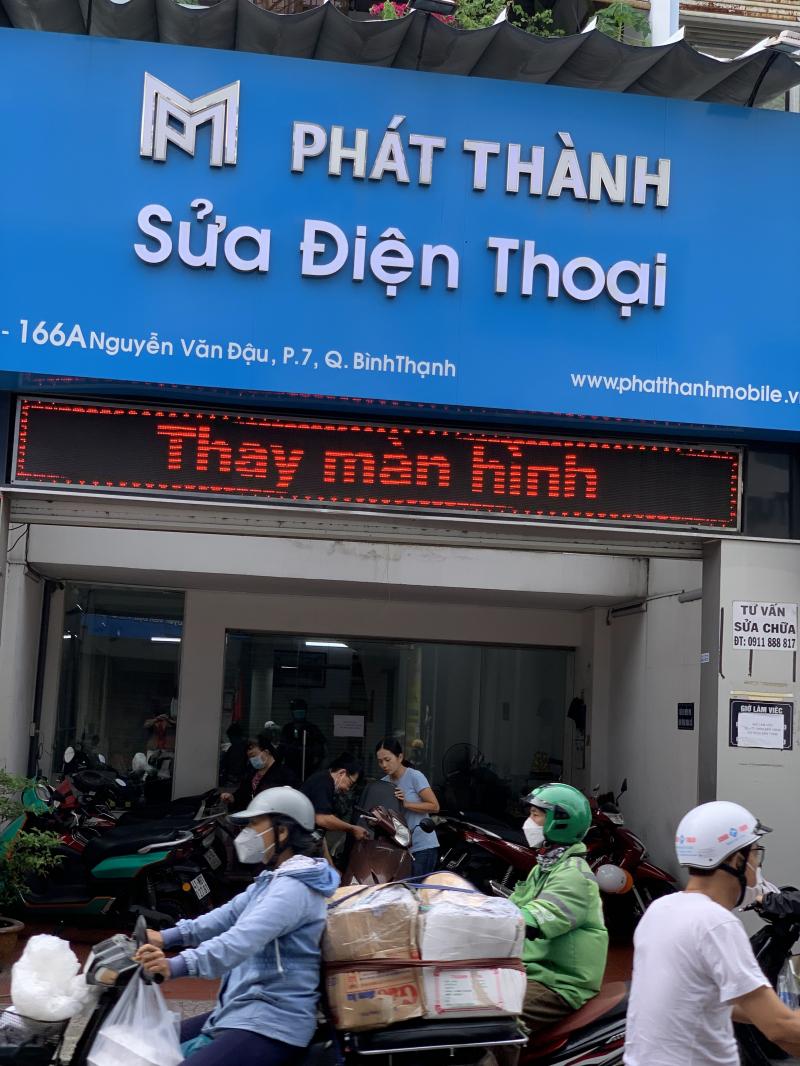 PHÁT THÀNH
Sửa Điện Thoại
- 166A Nguyễn Văn Đậu, P.7, Q. Bình Thạnh
www.phatthanhmobile.v
Thay màn hình
TƯ VẤN
SỬA CHỮA
ĐT: 0911 888 817
GIỜ LÀM VIỆC